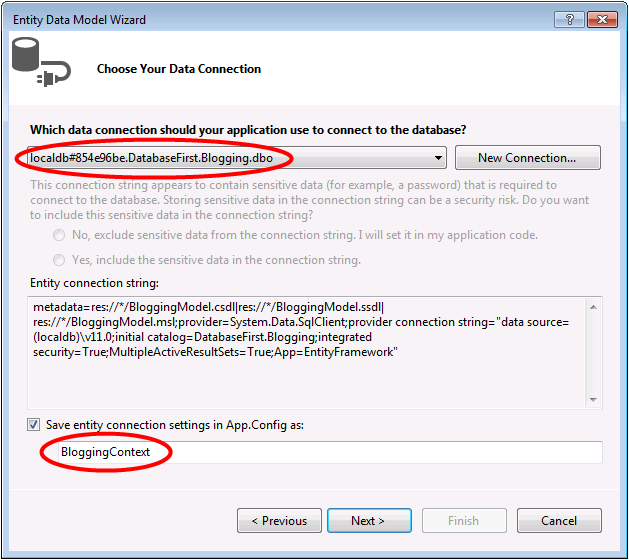 Entity Data Model Wizard
Choose Your Data Connection
Which data connection should your application use to connect to the database?
localdb#854e96be.DatabaseFirst.Blogging.dbo
New Connection...
This connection string appears to contain sensitive data (for example, a password) that is required to
connect to the database. Storing sensitive data in the connection string can be a security risk. Do you want
to include this sensitive data in the connection string?
No, exclude sensitive data from the connection string. I will set it in my application code.
Yes, include the sensitive data in the connection string.
Entity connection string:
metadata=res://*/BloggingModel.csdl|res://*/BloggingModel.ssdl|
res://*/BloggingModel.msl;provider=System.Data.SqlClient;provider connection string="data source=
(localdb)\v11.0;initial catalog=DatabaseFirst.Blogging;integrated
security=True;MultipleActiveResultSets=True;App=EntityFramework"
Save entity connection settings in App.Config as:
BloggingContext
< Previous
Next >
Finish
Cancel